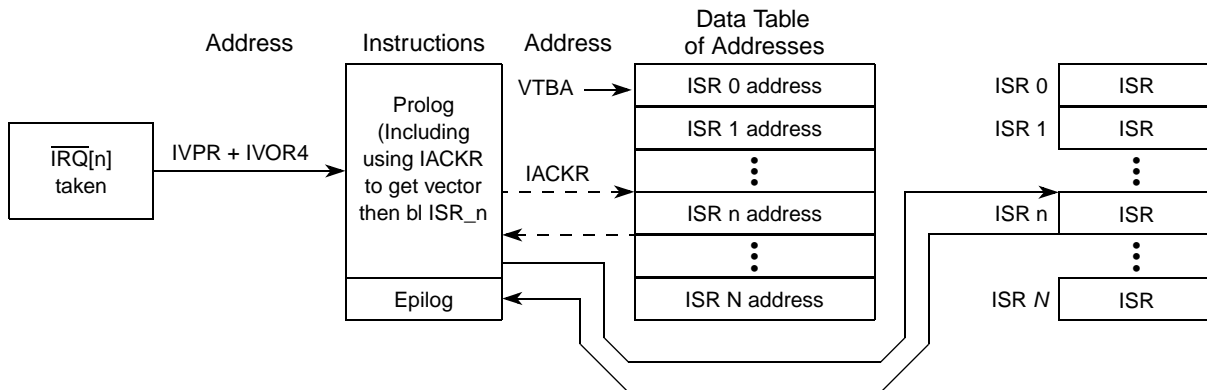 Address
Instructions
Address
Data Table
of Addresses
IRQ[n]
taken
IVPR + IVOR4
Prolog
(Including
using IACKR
to get vector
then bl ISR_n
Epilog
VTBA
IACKR
ISR 0 address
ISR 1 address
ISR n address
ISR N address
ISR 0
ISR
ISR 1
ISR
ISR n
ISR
ISR N
ISR